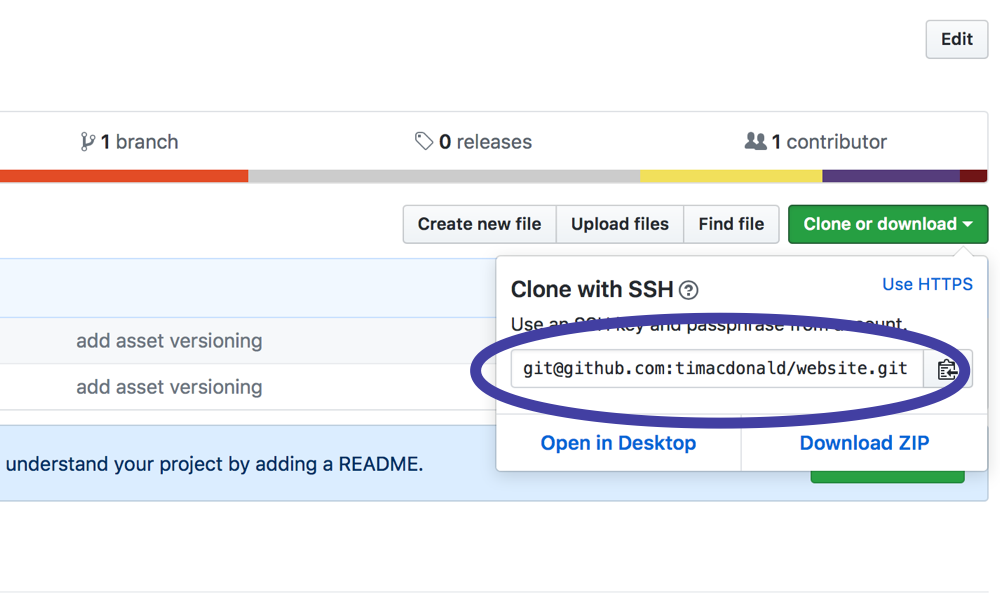 Edit
1 branch
0 releases
1 contributor
Create new file
Upload files
Find file
Clone or download
Clone with SSH
Use HTTPS
Use an SSH key and passphrase from account.
add asset versioning
git@github.com:timacdonald/website.git
add asset versioning
Open in Desktop
Download ZIP
understand your project by adding a README.